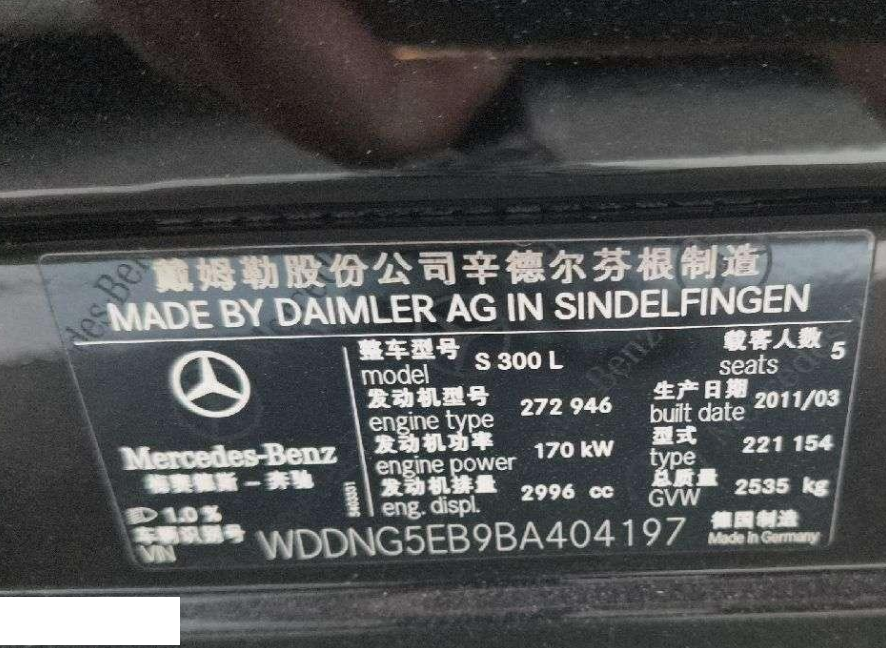 戴姆勒股份公司辛德尔芬根制造
MADE BY DAIMLER AG IN SINDELFINGEN
Mercedes-Benz
梅赛德斯-奔驰
1.0 %
整车型号
model
S 300 L
载客人数
seats
5
发动机型号
engine type
272 946
生产日期
built date
2011/03
发动机功率
engine power
170 kW
型式
type
221 154
发动机排量
eng. displ.
2996 cc
总质量
GVW
2535 kg
车辆识别号
VIN
WDDNG5EB9BA404197
德国制造
Made in Germany